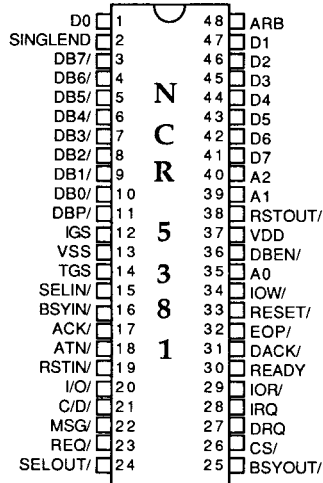 D0 1 48 ARB
SINGLEND 2 47 D1
DB7/ 3 46 D2
DB6/ 4 45 D3
DB5/ 5 N 44 D4
DB4/ 6 43 D5
DB3/ 7 C 42 D6
DB2/ 8 41 D7
DB1/ 9 R 40 A2
DB0/ 10 39 A1
DBP/ 11 38 RSTOUT/
IGS 12 5 37 VDD
VSS 13 36 DBEN/
TGS 14 3 35 A0
SELIN/ 15 34 IOW/
BSYIN/ 16 8 33 RESET/
ACK/ 17 32 EOP/
ATN/ 18 1 31 DACK/
RSTIN/ 19 30 READY
I/O/ 20 29 IOR/
C/D/ 21 28 IRQ
MSG/ 22 27 DRQ
REQ/ 23 26 CS/
SELOUT/ 24 25 BSYOUT/